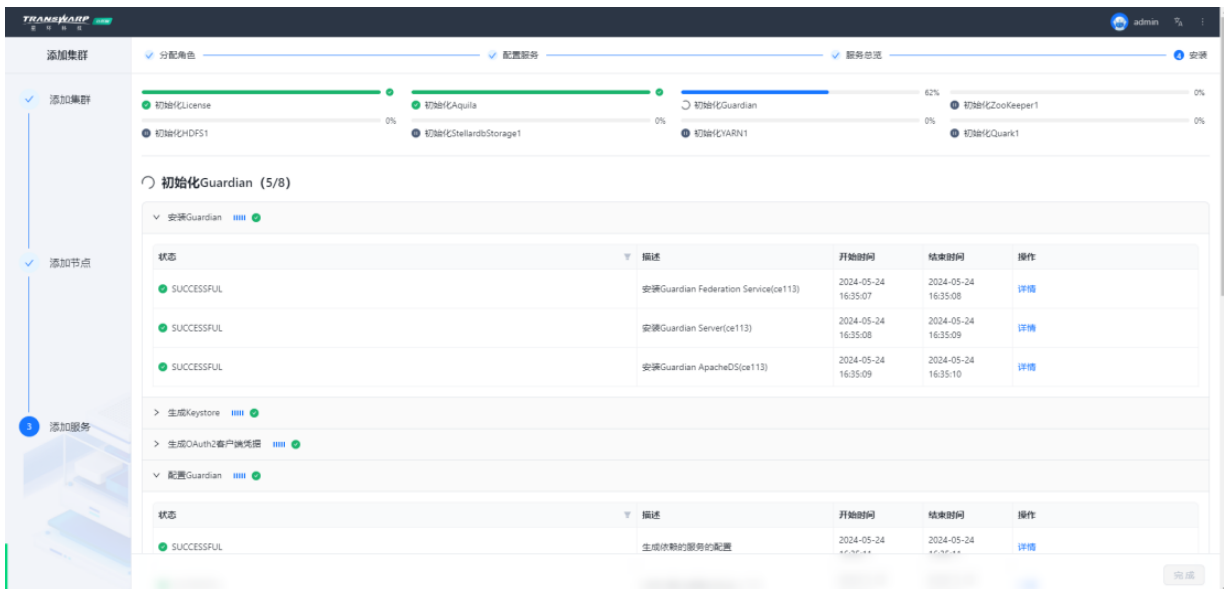 TRANSWARP
星环科技
admin
添加集群
分配角色
配置服务
服务总览
4 安装
添加集群
初始化License
初始化Aquila
初始化Guardian
62%
初始化ZooKeeper1
0%
初始化HDFS1
0%
初始化StellardbStorage1
0%
初始化YARN1
0%
初始化Quark1
0%
初始化Guardian（5/8）
安装Guardian
状态 描述 开始时间 结束时间 操作
SUCCESSFUL 安装Guardian Federation Service(ce113) 2024-05-24 16:35:07 2024-05-24 16:35:08 详情
SUCCESSFUL 安装Guardian Server(ce113) 2024-05-24 16:35:08 2024-05-24 16:35:09 详情
SUCCESSFUL 安装Guardian ApacheDS(ce113) 2024-05-24 16:35:09 2024-05-24 16:35:10 详情
添加节点
生成Keystore
3 添加服务
生成OAuth2客户端凭据
配置Guardian
状态 描述 开始时间 结束时间 操作
SUCCESSFUL 生成依赖的服务的配置 2024-05-24 2024-05-24 详情
完成